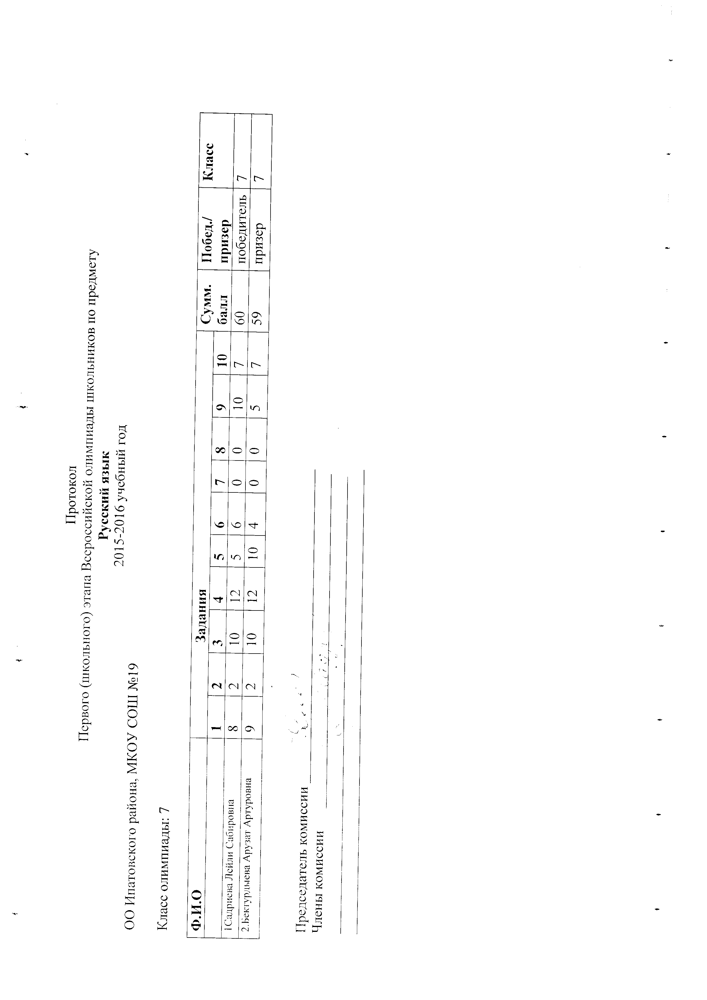 Протокол
Первого (школьного) этапа Всероссийской олимпиады школьников по предмету
Русский язык
2015-2016 учебный год
ОО Ипатовского района, МКОУ СОШ №19
Класс олимпиады: 7
Ф.И.О Задания Сумм. балл Побед./ призер Класс
1 2 3 4 5 6 7 8 9 10
1Садриева Лейли Сабировна 8 2 10 12 5 6 0 0 10 7 60 победитель 7
2.Бектурдыева Арузат Артуровна 9 2 10 12 10 4 0 0 5 7 59 призер 7
Председатель комиссии
Члены комиссии